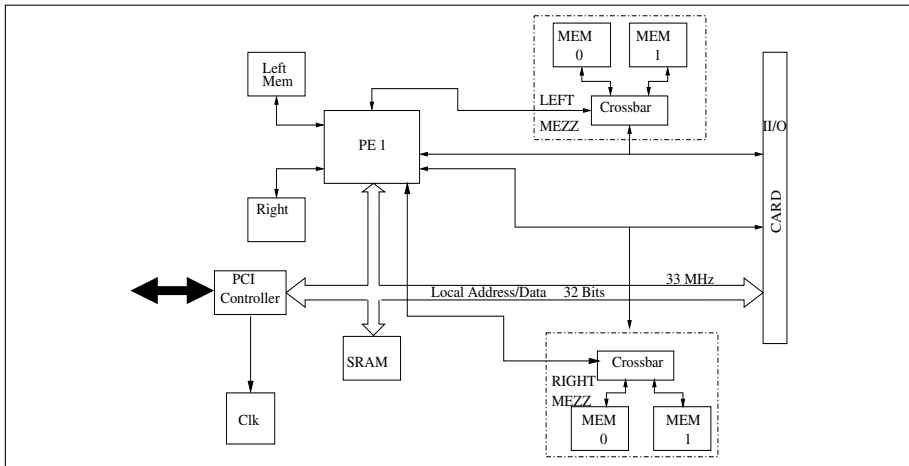 MEM
0
MEM
1
Left
Mem
LEFT
MEZZ
Crossbar
PE 1
II/O
CARD
Right
PCI
Controller
33 MHz
Local Address/Data 32 Bits
SRAM
Crossbar
RIGHT
MEZZ
Clk
MEM
0
MEM
1